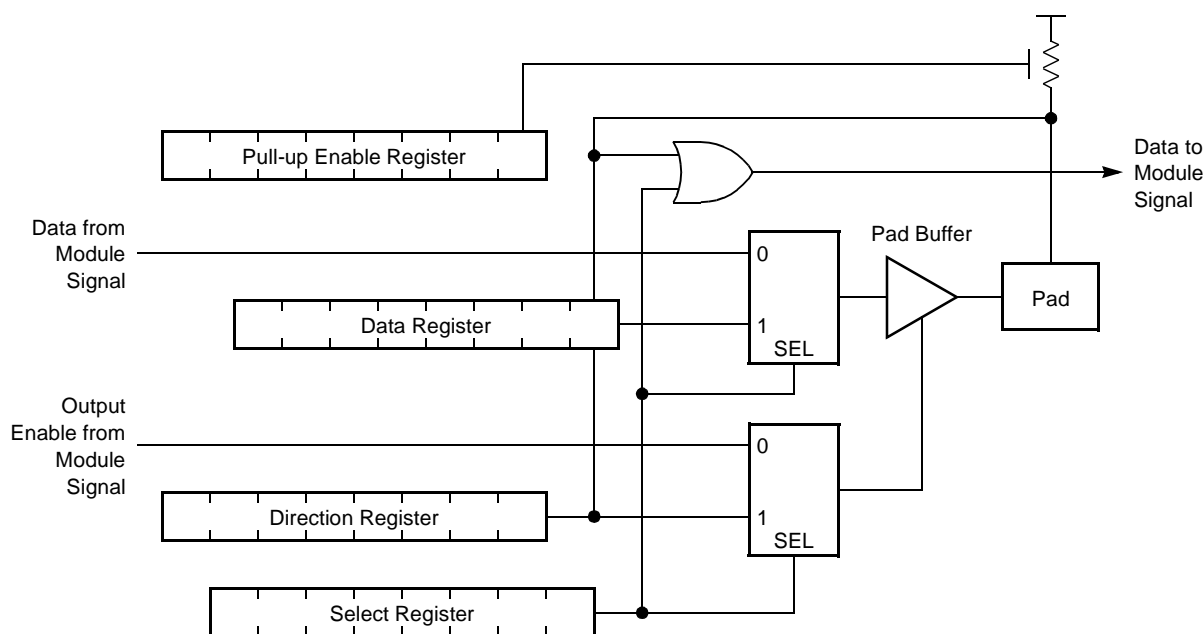 Pull-up Enable Register
Data to
Module
Signal
Data from
Module
Signal
Pad Buffer
0
Pad
Data Register
1
SEL
Output
Enable from
Module
Signal
0
Direction Register
1
SEL
Select Register